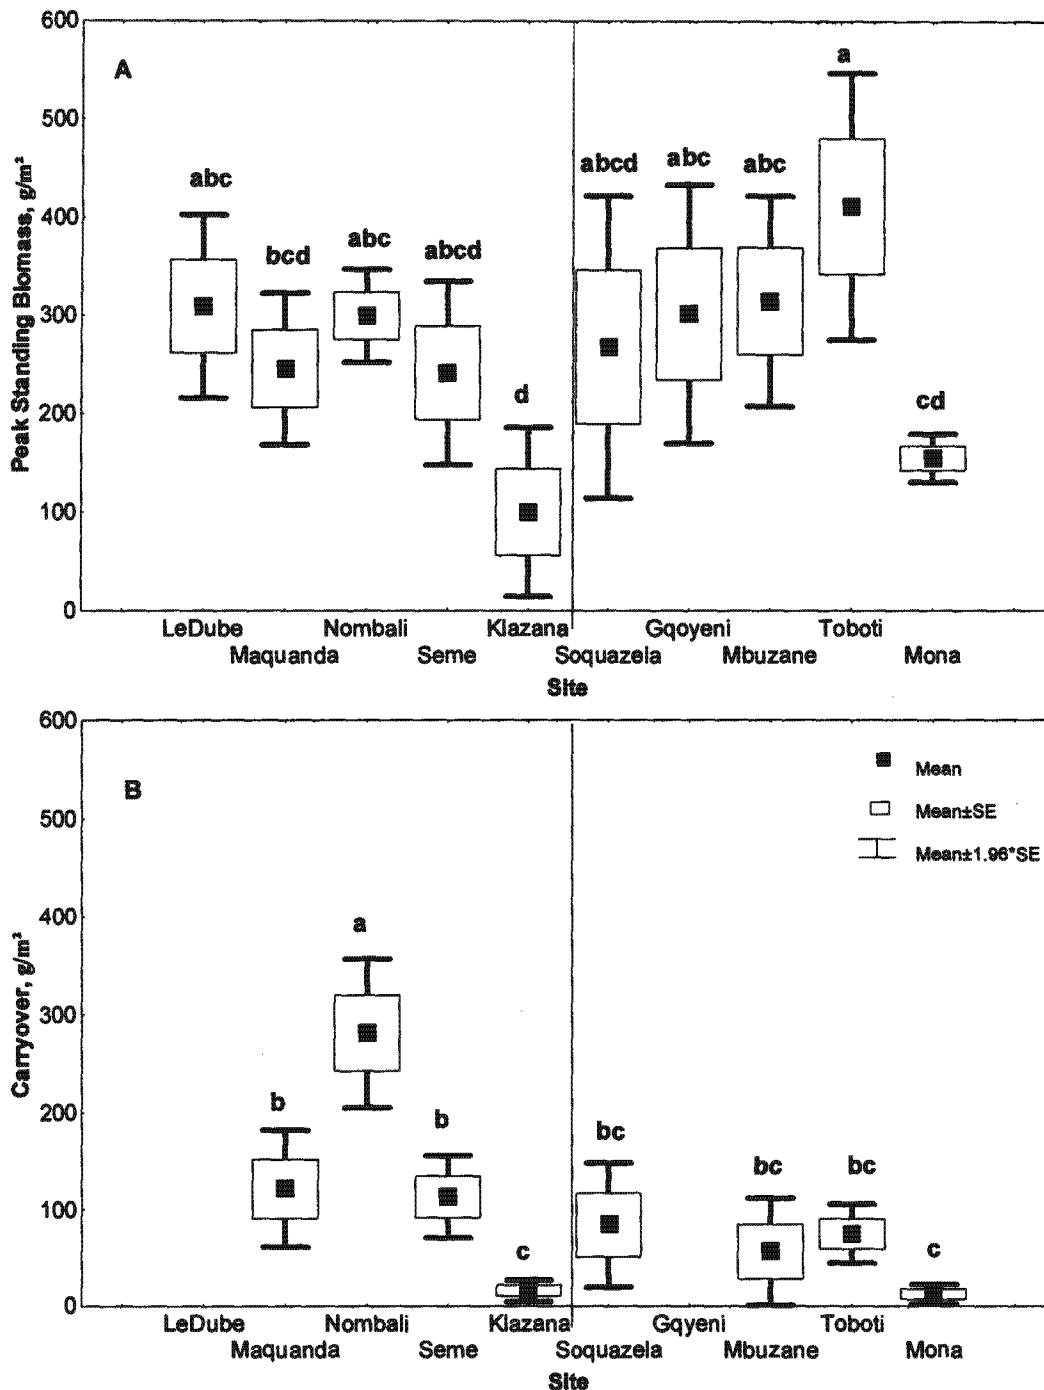 600
A
500
400
300
200
100
0
Peak Standing Biomass, g/m²
abc
bcd
abc
abcd
d
abcd
abc
abc
a
cd
LeDube
Maquanda
Nombali
Seme
Klazana
Soquazela
Gqoyeni
Mbuzane
Toboti
Mona
Site
600
B
500
400
300
200
100
0
Carryover, g/m²
Mean
Mean±SE
Mean±1.96*SE
b
a
b
c
bc
bc
bc
c
LeDube
Maquanda
Nombali
Seme
Klazana
Soquazela
Gqyeni
Mbuzane
Toboti
Mona
Site